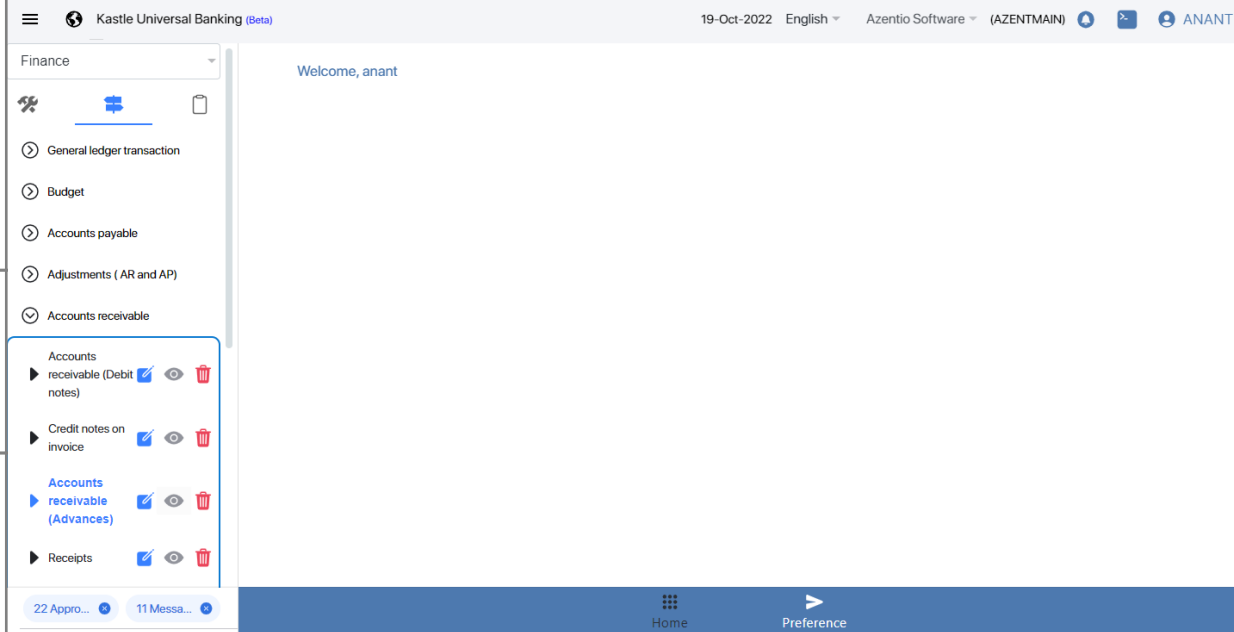 Kastle Universal Banking (Beta)
19-Oct-2022 English Azentio Software (AZENTMAIN) ANANT
Finance
Welcome, anant
General ledger transaction
Budget
Accounts payable
Adjustments ( AR and AP)
Accounts receivable
Accounts
receivable (Debit
notes)
Credit notes on
invoice
Accounts
receivable
(Advances)
Receipts
22 Appro...
11 Messa...
Home
Preference